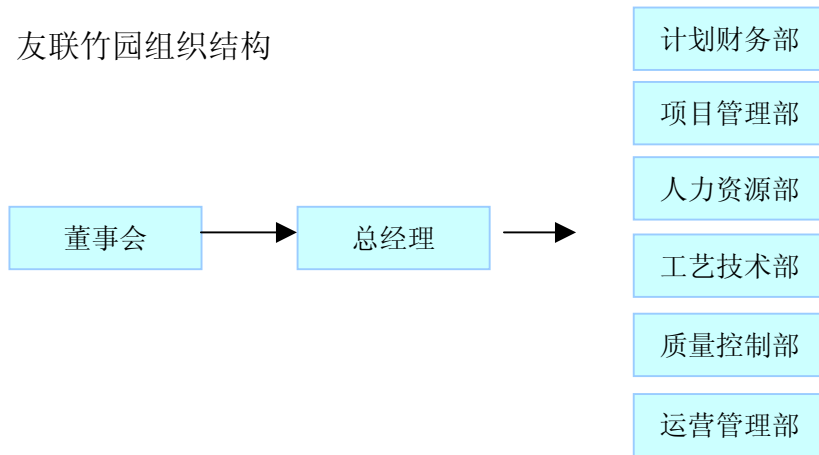 友联竹园组织结构
董事会
总经理
计划财务部
项目管理部
人力资源部
工艺技术部
质量控制部
运营管理部